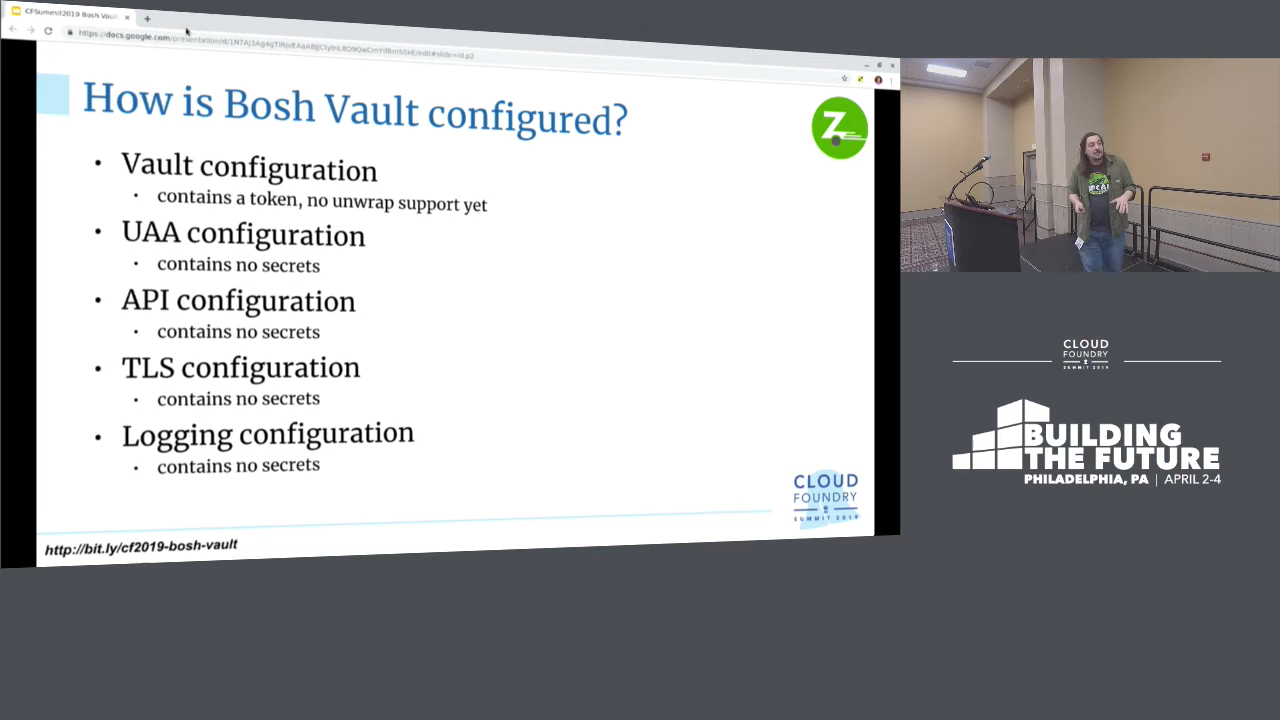 CFSummit2019 Bosh Vaul
How is Bosh Vault configured?
• Vault configuration
• contains a token, no unwrap support yet
• UAA configuration
• contains no secrets
• API configuration
• contains no secrets
• TLS configuration
• contains no secrets
• Logging configuration
• contains no secrets
CLOUD
FOUNDRY
SUMMIT 2019
http://bit.ly/cf2019-bosh-vault
Z
CLOUD
FOUNDRY
SUMMIT 2019
BUILDING
THE FUTURE
PHILADELPHIA, PA | APRIL 2-4